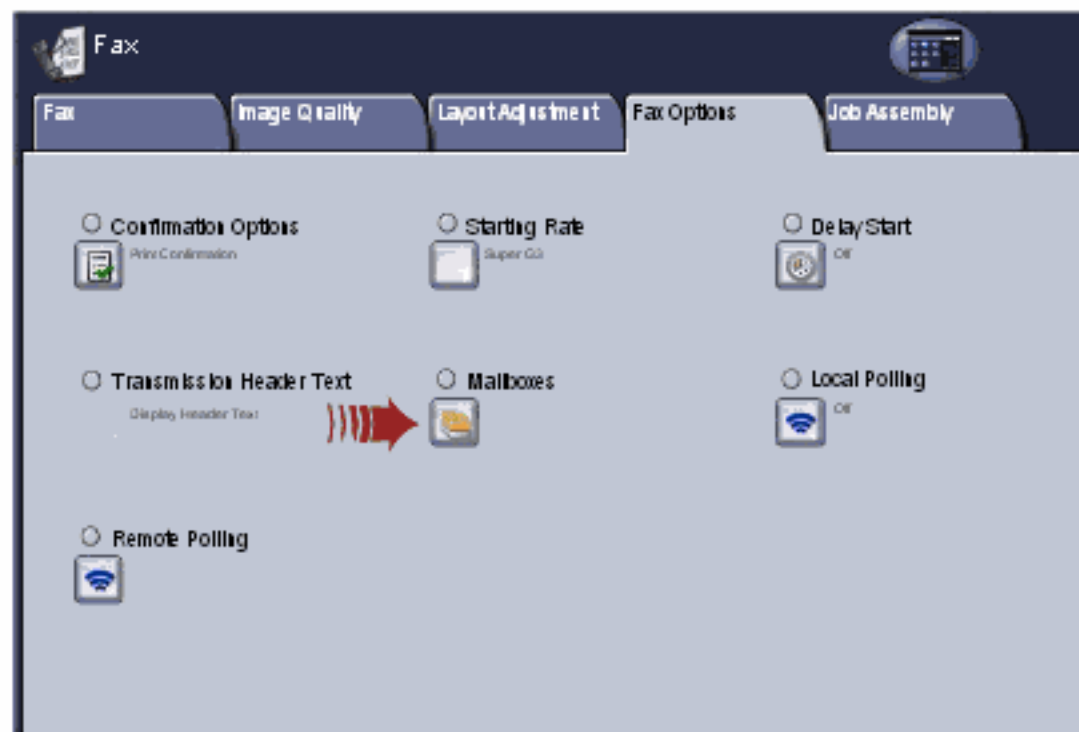 Fax
Fax
Image Quality
Layout Adjustment
Fax Options
Job Assembly
Confirmation Options
Print Confirmation
Starting Rate
Super G3
Delay Start
Off
Transmission Header Text
Display Header Text
Mailboxes
Local Polling
Off
Remote Polling